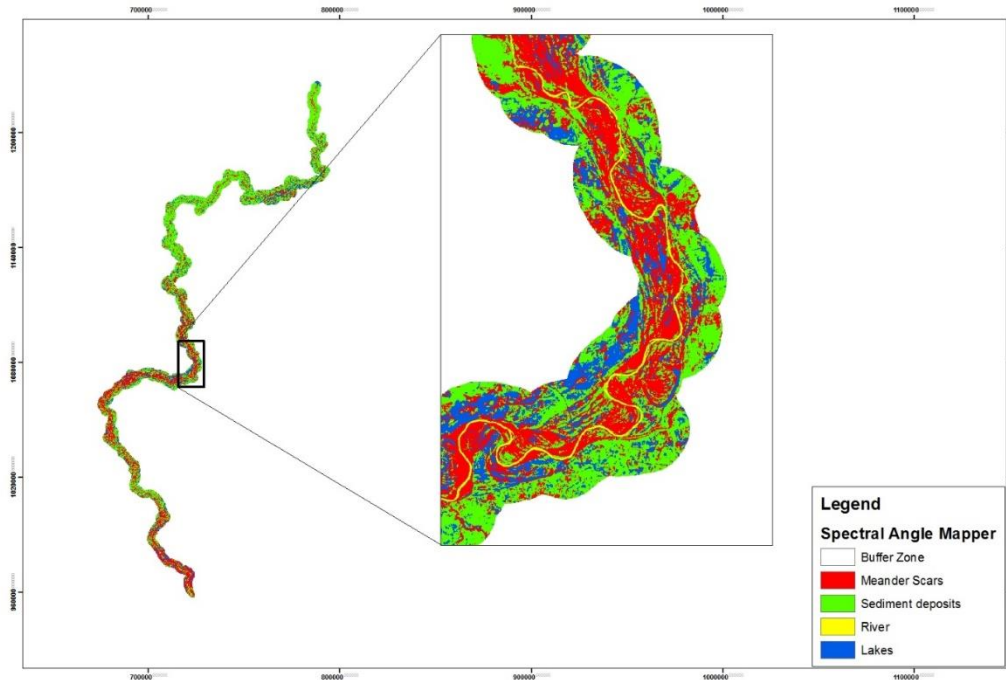 700000 800000 900000 1000000 1100000
1200000
1140000
1080000
1020000
960000
Legend
Spectral Angle Mapper
Buffer Zone
Meander Scars
Sediment deposits
River
Lakes
700000 800000 900000 1000000 1100000